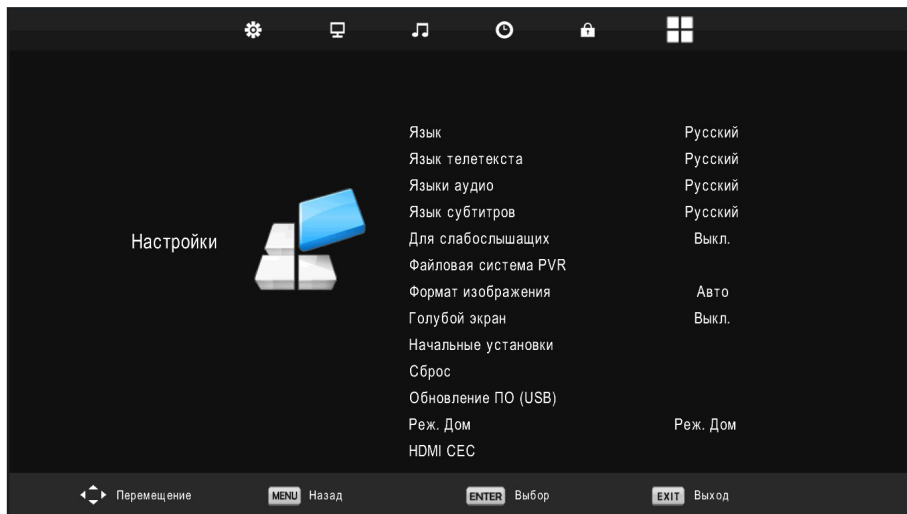 Язык Русский
Язык телетекста Русский
Языки аудио Русский
Язык субтитров Русский
Настройки
Для слабослышащих Выкл.
Файловая система PVR
Формат изображения Авто
Голубой экран Выкл.
Начальные установки
Сброс
Обновление ПО (USB)
Реж. Дом Реж. Дом
HDMI CEC
Перемещение MENU Назад ENTER Выбор EXIT Выход